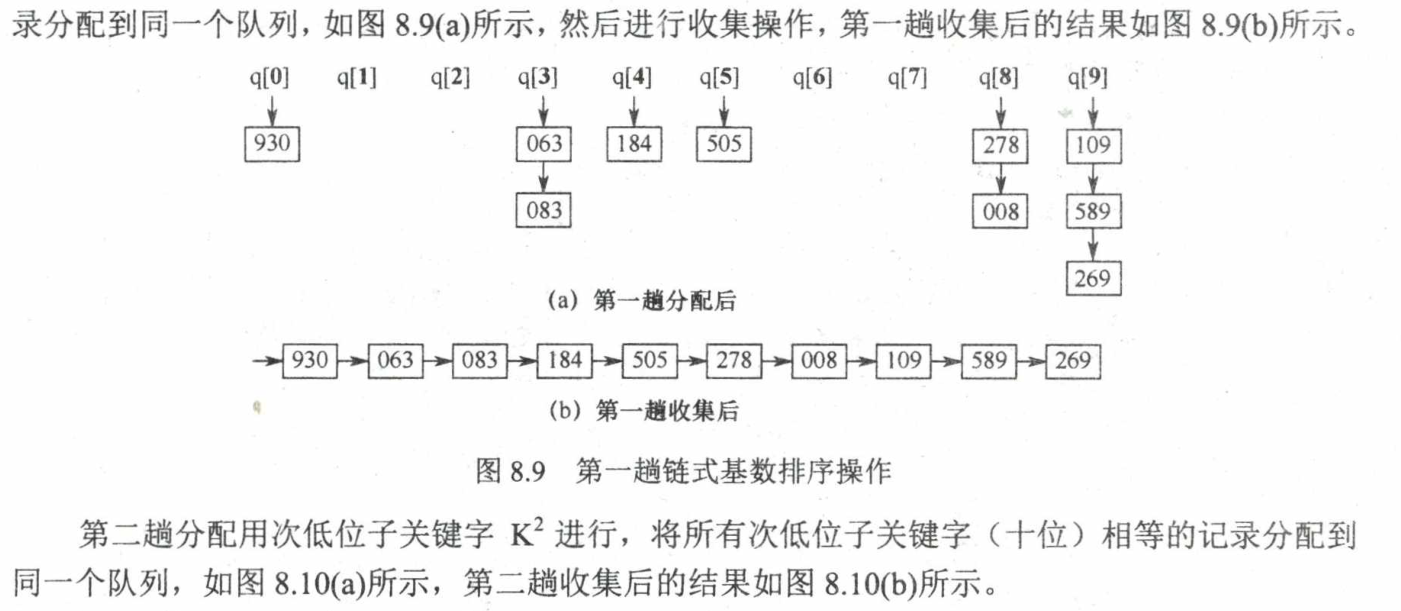 录分配到同一个队列，如图 8.9(a)所示，然后进行收集操作，第一趟收集后的结果如图 8.9(b)所示。
q[0] q[1] q[2] q[3] q[4] q[5] q[6] q[7] q[8] q[9]
930 063 184 505 278 109
083 008 589
269
(a) 第一趟分配后
930 063 083 184 505 278 008 109 589 269
(b) 第一趟收集后
图 8.9 第一趟链式基数排序操作
第二趟分配用次低位子关键字 K² 进行，将所有次低位子关键字（十位）相等的记录分配到
同一个队列，如图 8.10(a)所示，第二趟收集后的结果如图 8.10(b)所示。